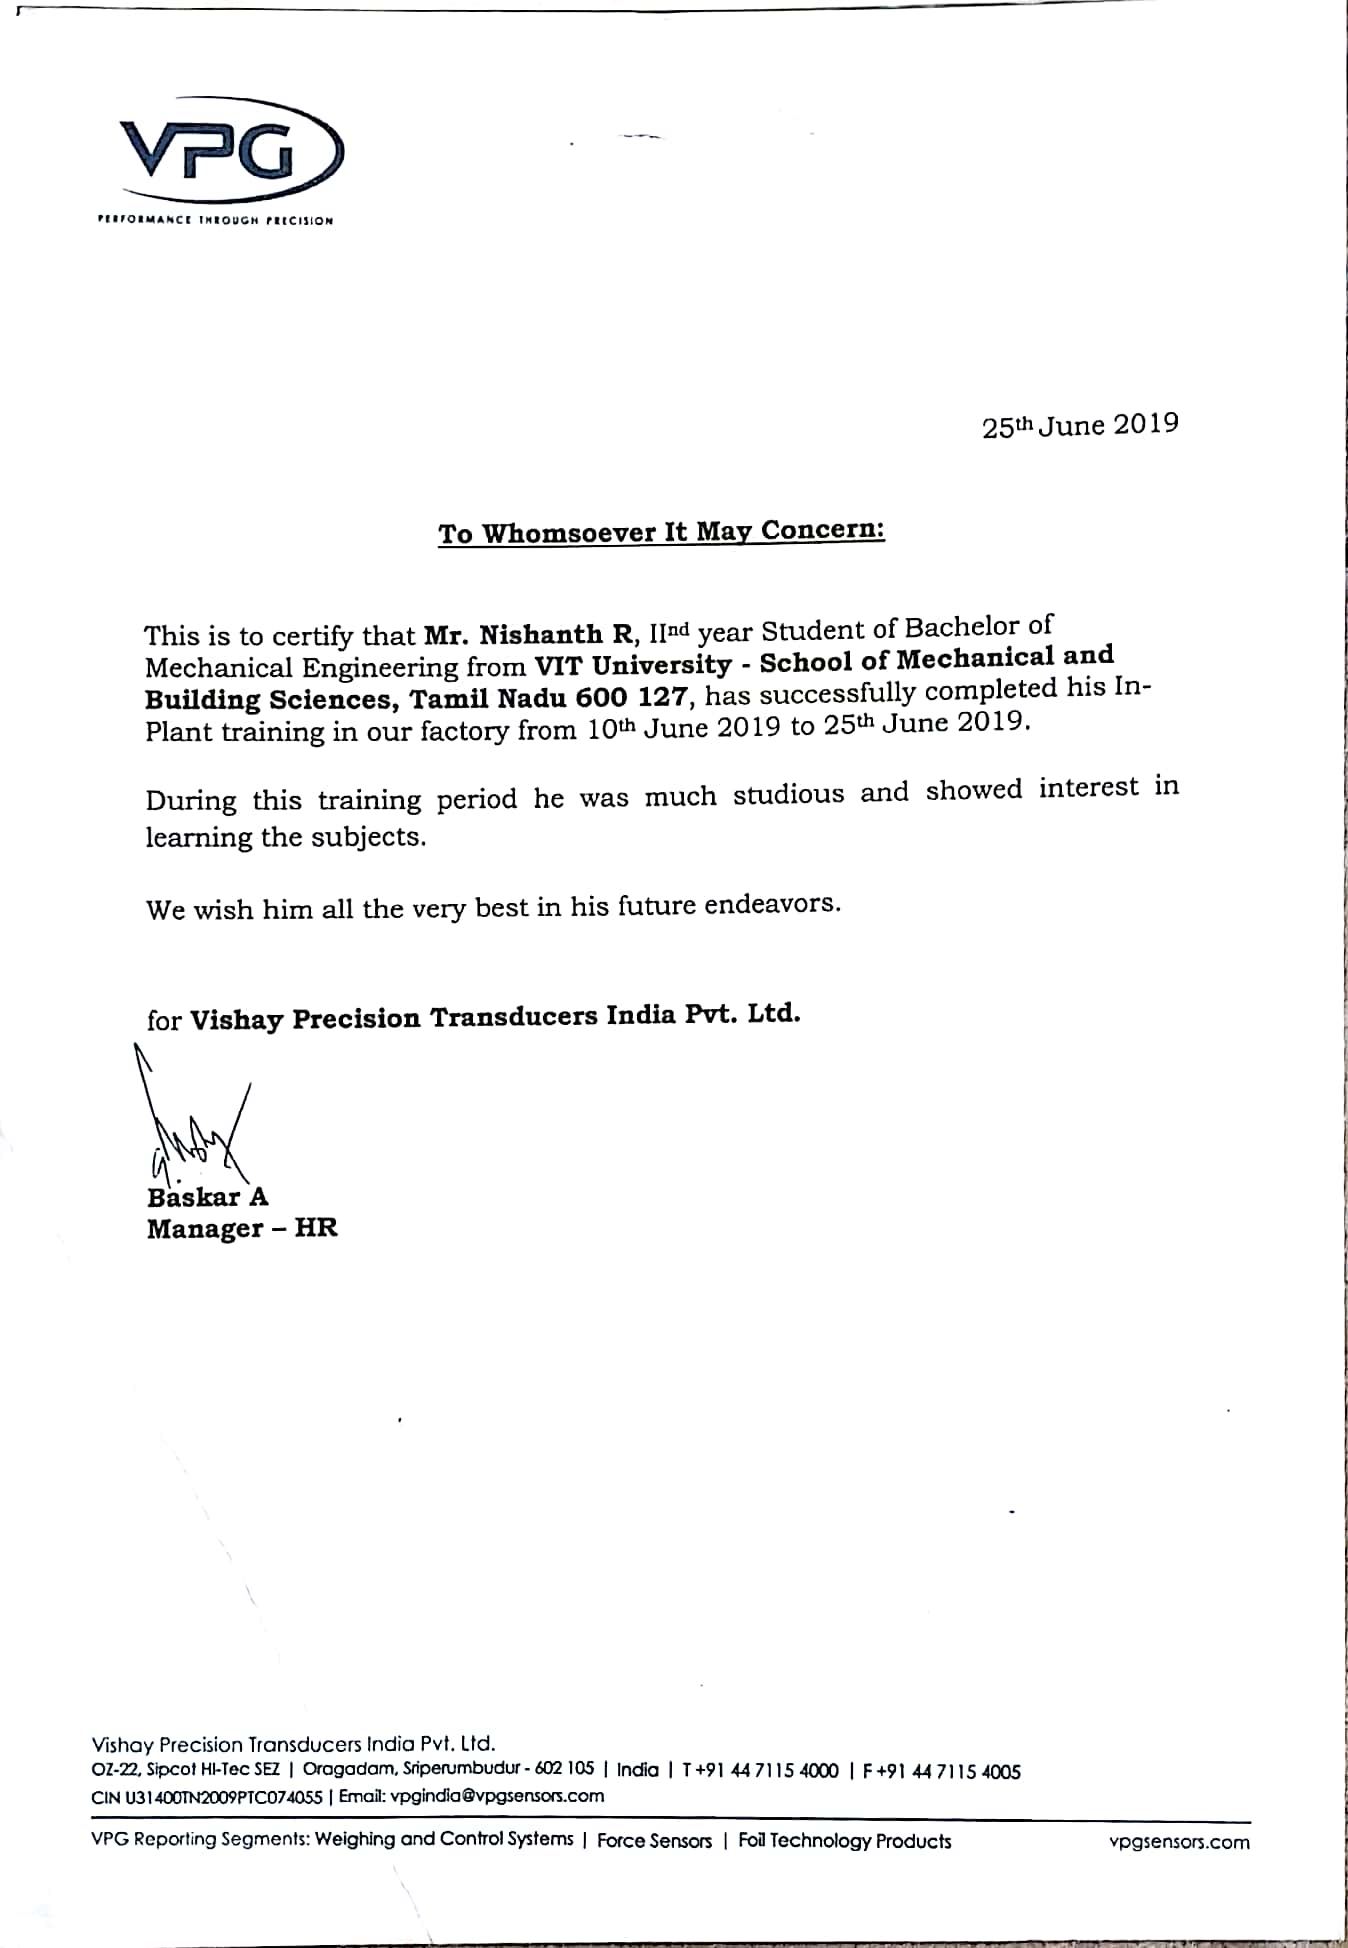 VPG
PERFORMANCE THROUGH PRECISION
25th June 2019
To Whomsoever It May Concern:
This is to certify that Mr. Nishanth R, IInd year Student of Bachelor of
Mechanical Engineering from VIT University - School of Mechanical and
Building Sciences, Tamil Nadu 600 127, has successfully completed his In-
Plant training in our factory from 10th June 2019 to 25th June 2019.
During this training period he was much studious and showed interest in
learning the subjects.
We wish him all the very best in his future endeavors.
for Vishay Precision Transducers India Pvt. Ltd.
Baskar A
Manager – HR
Vishay Precision Transducers India Pvt. Ltd.
OZ-22, Sipcot HI-Tec SEZ | Oragadam, Sriperumbudur - 602 105 | India | T +91 44 7115 4000 | F +91 44 7115 4005
CIN U31400TN2009PTC074055 | Email: vpgindia@vpgsensors.com
VPG Reporting Segments: Weighing and Control Systems | Force Sensors | Foil Technology Products vpgsensors.com